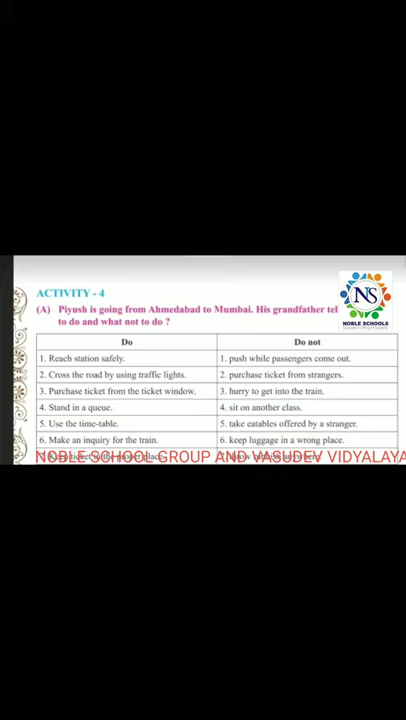 NS
NOBLE SCHOOLS
ACTIVITY - 4
(A) Piyush is going from Ahmedabad to Mumbai. His grandfather tel
to do and what not to do ?
Do Do not
1. Reach station safely. 1. push while passengers come out.
2. Cross the road by using traffic lights. 2. purchase ticket from strangers.
3. Purchase ticket from the ticket window. 3. hurry to get into the train.
4. Stand in a queue. 4. sit on another class.
5. Use the time-table. 5. take eatables offered by a stranger.
6. Make an inquiry for the train. 6. keep luggage in a wrong place.
NOBLE SCHOOL GROUP AND VASUDEV VIDYALAYA